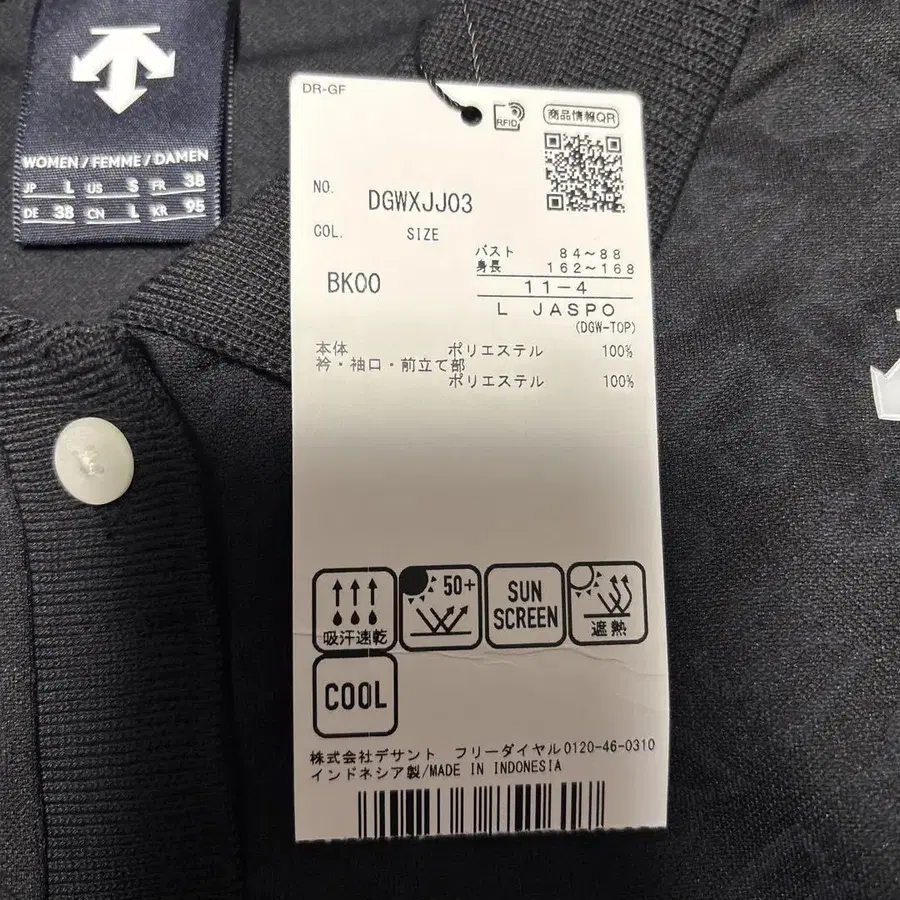 WOMEN / FEMME / DAMEN
JP L US S FR 38
DE 38 CN L KR 95
DR-GF
RFID
商品情報QR
NO. DGWXJJ03
COL. SIZE
バスト 84~88
身長 162~168
BK00
11-4
L JASPO
(DGW-TOP)
本体 ポリエステル 100%
衿・袖口・前立て部
ポリエステル 100%
吸汗速乾
50+
SUN SCREEN
遮熱
COOL
株式会社デサント フリーダイヤル0120-46-0310
インドネシア製/MADE IN INDONESIA